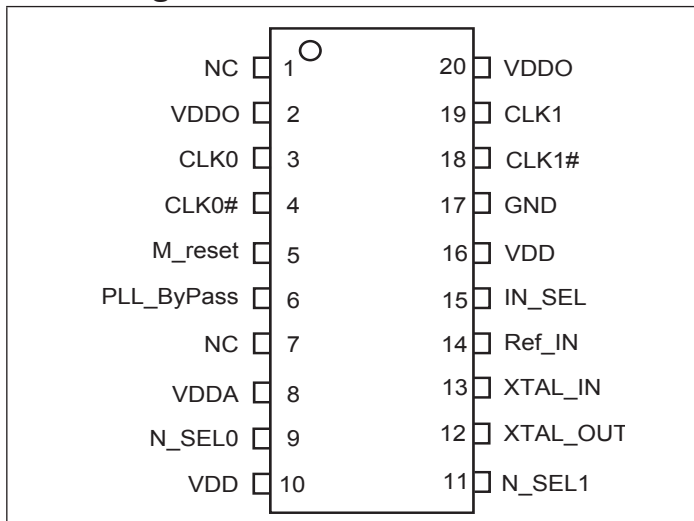 NC 1 20 VDDO
VDDO 2 19 CLK1
CLK0 3 18 CLK1#
CLK0# 4 17 GND
M_reset 5 16 VDD
PLL_ByPass 6 15 IN_SEL
NC 7 14 Ref_IN
VDDA 8 13 XTAL_IN
N_SEL0 9 12 XTAL_OUT
VDD 10 11 N_SEL1